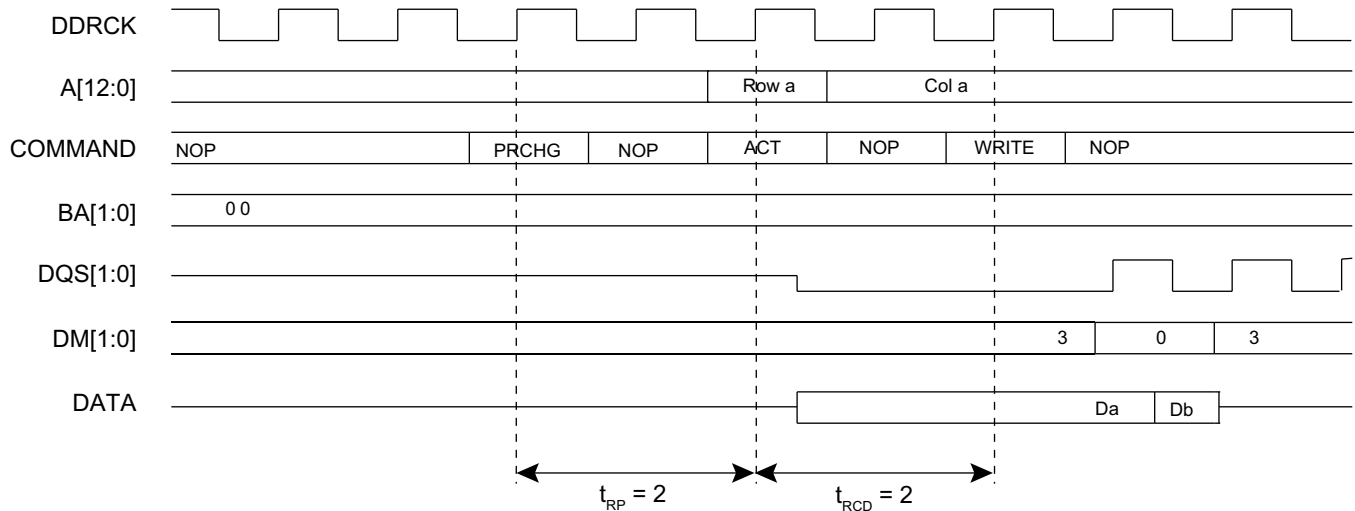 DDRCK
A[12:0] Row a Col a
COMMAND NOP PRCHG NOP ACT NOP WRITE NOP
BA[1:0] 0 0
DQS[1:0]
DM[1:0] 3 0 3
DATA Da Db
tRP = 2 tRCD = 2